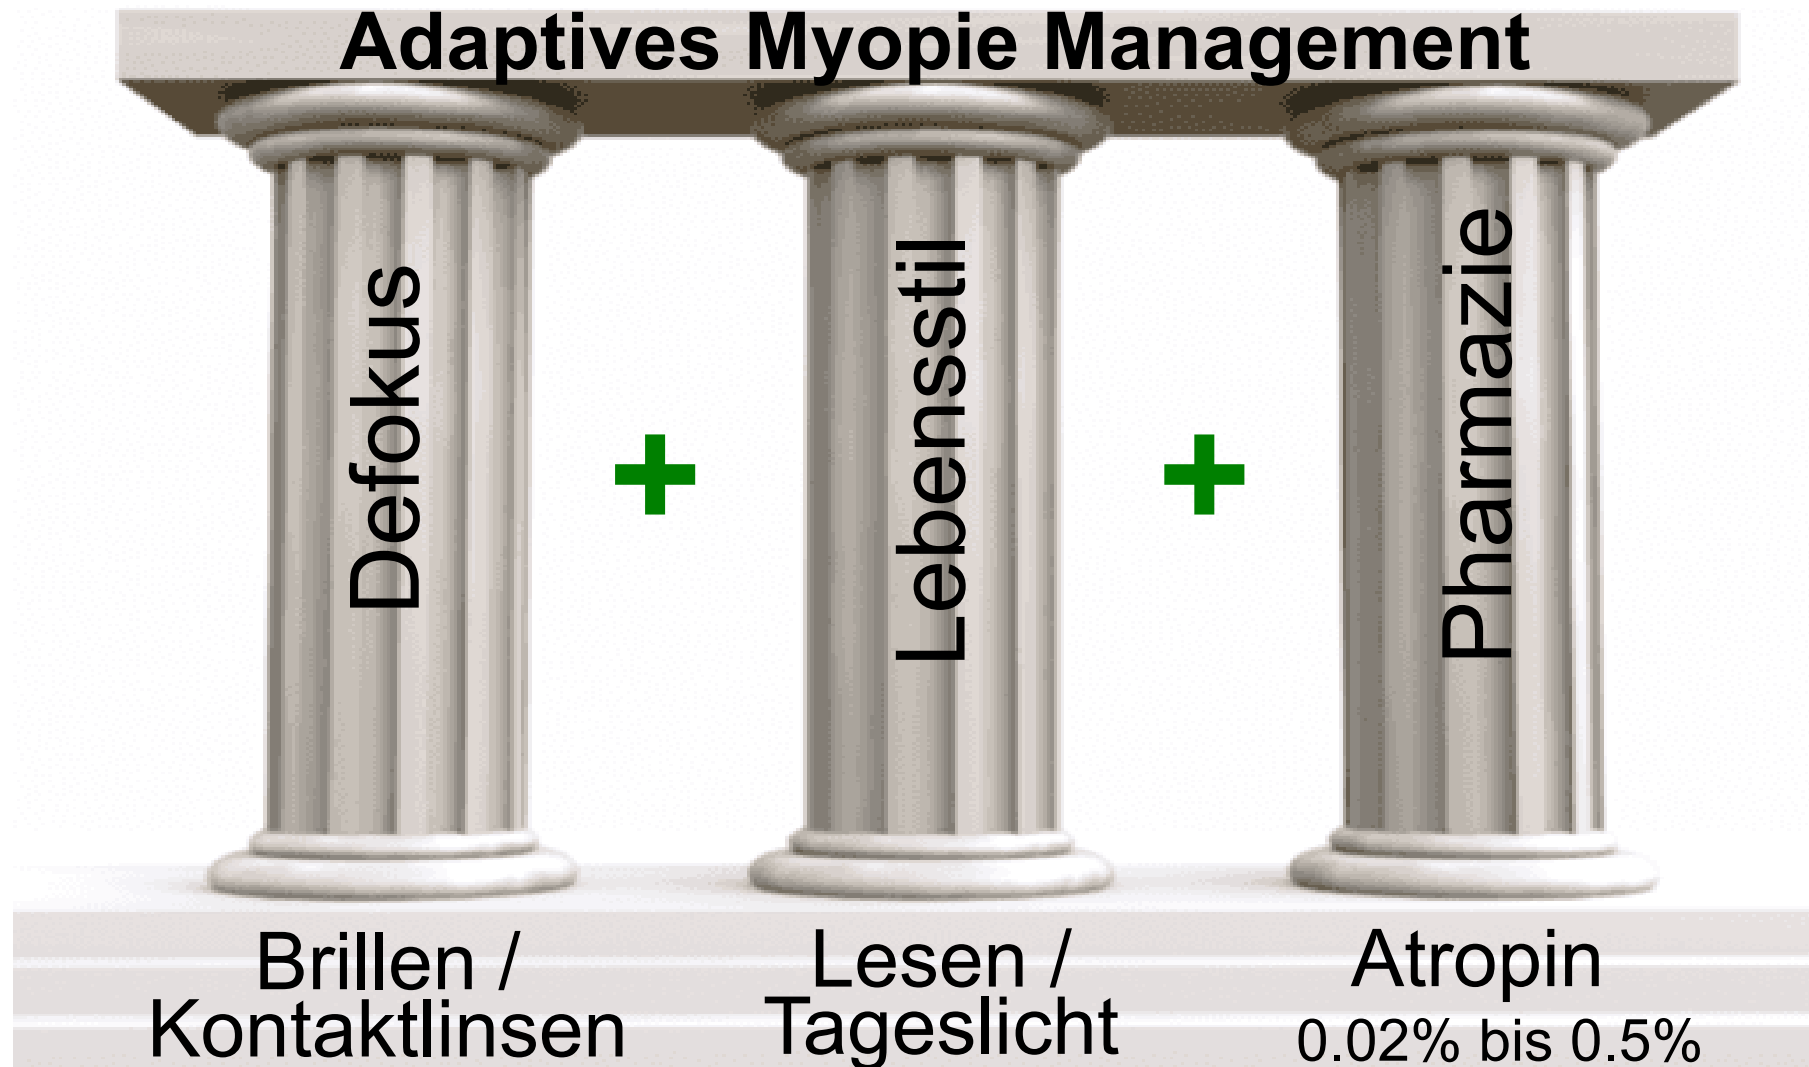 Adaptives Myopie Management
Defokus
+
Lebensstil
+
Pharmazie
Brillen /
Kontaktlinsen
Lesen /
Tageslicht
Atropin
0.02% bis 0.5%